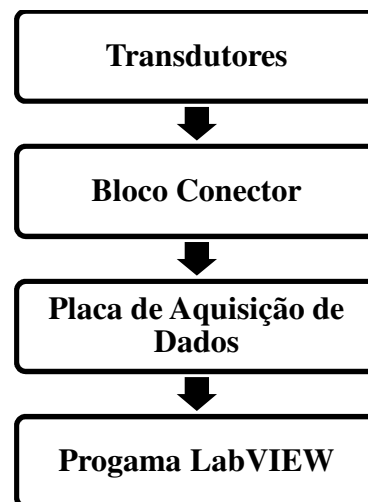 Transdutores
Bloco Conector
Placa de Aquisição de
Dados
Progama LabVIEW